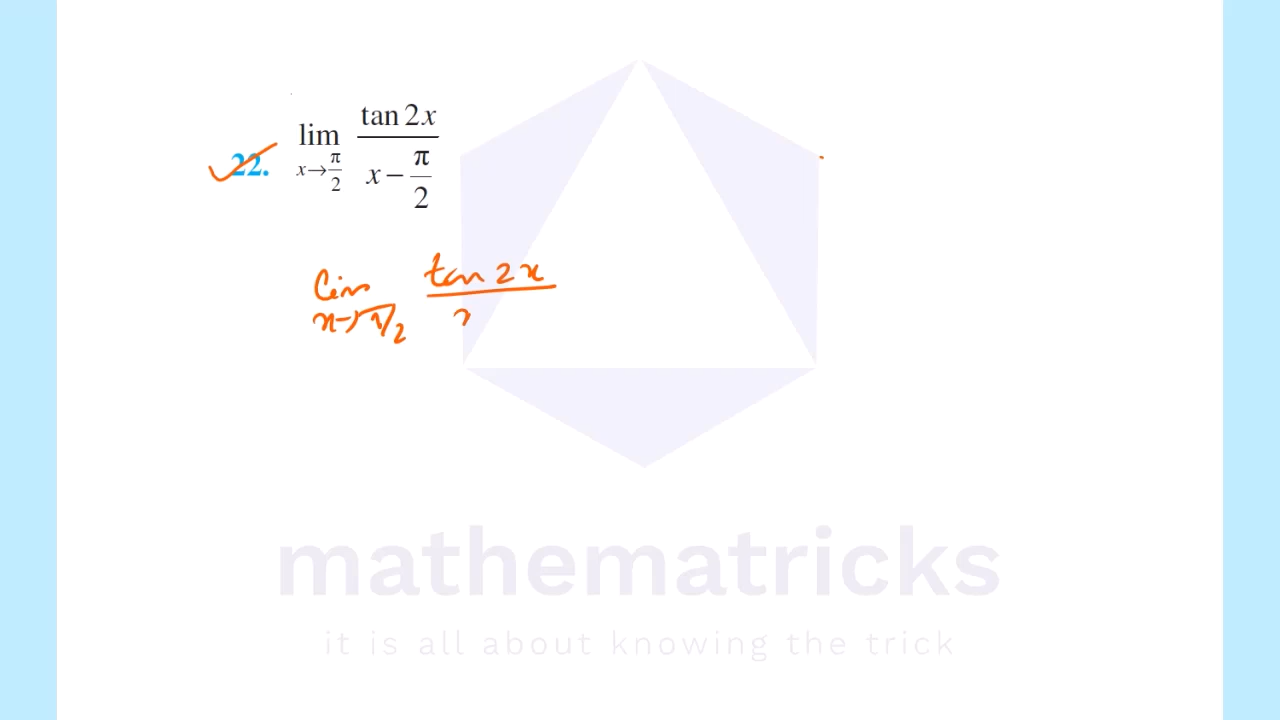 22. lim x→π/2 tan 2x / x − π/2
lim x→π/2 tan 2x / x
mathematricks
it is all about knowing the trick